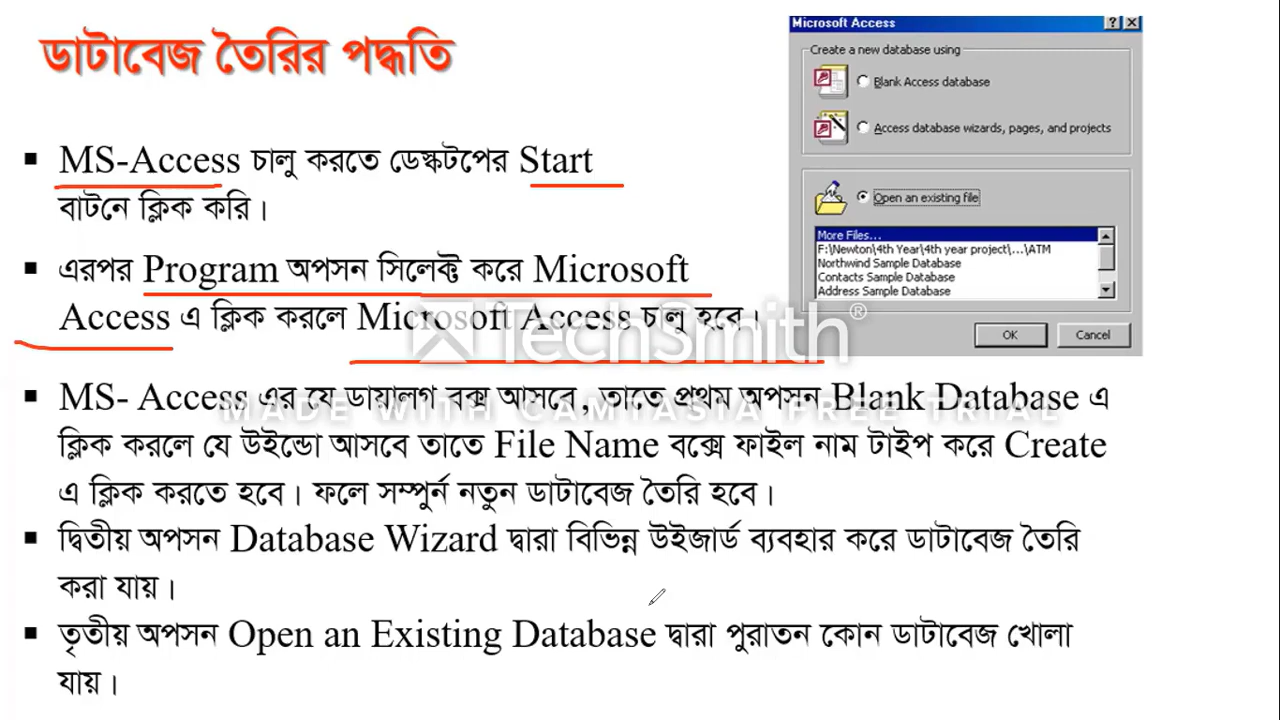 ডাটাবেজ তৈরির পদ্ধতি
▪ MS-Access চালু করতে ডেস্কটপের Start
বাটনে ক্লিক করি।
▪ এরপর Program অপসন সিলেক্ট করে Microsoft
Access এ ক্লিক করলে Microsoft Access চালু হবে।
▪ MS- Access এর যে ডায়ালগ বক্স আসবে, তাতে প্রথম অপসন Blank Database এ
ক্লিক করলে যে উইন্ডো আসবে তাতে File Name বক্সে ফাইল নাম টাইপ করে Create
এ ক্লিক করতে হবে। ফলে সম্পুর্ন নতুন ডাটাবেজ তৈরি হবে।
▪ দ্বিতীয় অপসন Database Wizard দ্বারা বিভিন্ন উইজার্ড ব্যবহার করে ডাটাবেজ তৈরি
করা যায়।
▪ তৃতীয় অপসন Open an Existing Database দ্বারা পুরাতন কোন ডাটাবেজ খোলা
যায়।
Microsoft Access
Create a new database using
Blank Access database
Access database wizards, pages, and projects
Open an existing file
More Files...
F:\Newton\4th Year\4th year project\...\ATM
Northwind Sample Database
Contacts Sample Database
Address Sample Database
OK Cancel
TechSmith®
MADE WITH CAMTASIA FREE TRIAL